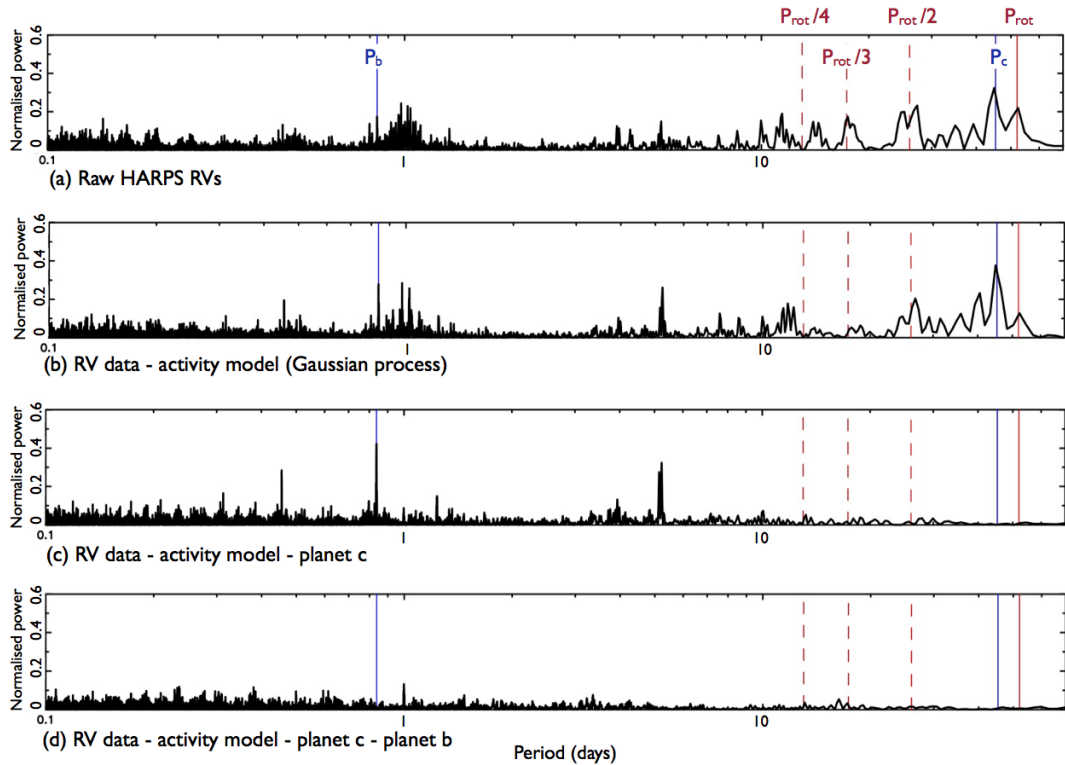 P_rot /4 P_rot /2 P_rot
P_b P_rot /3 P_c
Normalised power
0 0.2 0.4 0.6
0.1 1 10
(a) Raw HARPS RVs
Normalised power
0 0.2 0.4 0.6
0.1 1 10
(b) RV data - activity model (Gaussian process)
Normalised power
0 0.2 0.4 0.6
0.1 1 10
(c) RV data - activity model - planet c
Normalised power
0 0.2 0.4 0.6
0.1 1 10
(d) RV data - activity model - planet c - planet b
Period (days)